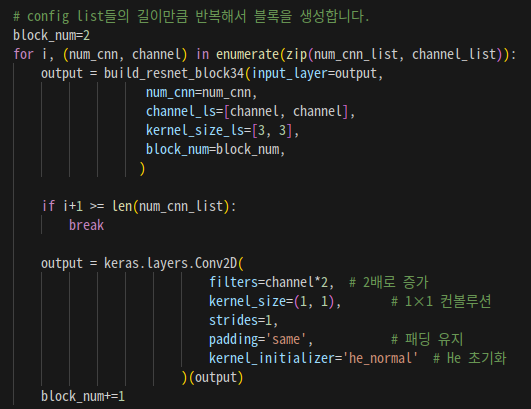 # config list들의 길이만큼 반복해서 블록을 생성합니다.
block_num=2
for i, (num_cnn, channel) in enumerate(zip(num_cnn_list, channel_list)):
    output = build_resnet_block34(input_layer=output,
                   num_cnn=num_cnn,
                   channel_ls=[channel, channel],
                   kernel_size_ls=[3, 3],
                   block_num=block_num,
                  )
    if i+1 >= len(num_cnn_list):
        break
    output = keras.layers.Conv2D(
                            filters=channel*2,  # 2배로 증가
                            kernel_size=(1, 1),       # 1×1 컨볼루션
                            strides=1,
                            padding='same',           # 패딩 유지
                            kernel_initializer='he_normal'  # He 초기화
                        )(output)
    block_num+=1